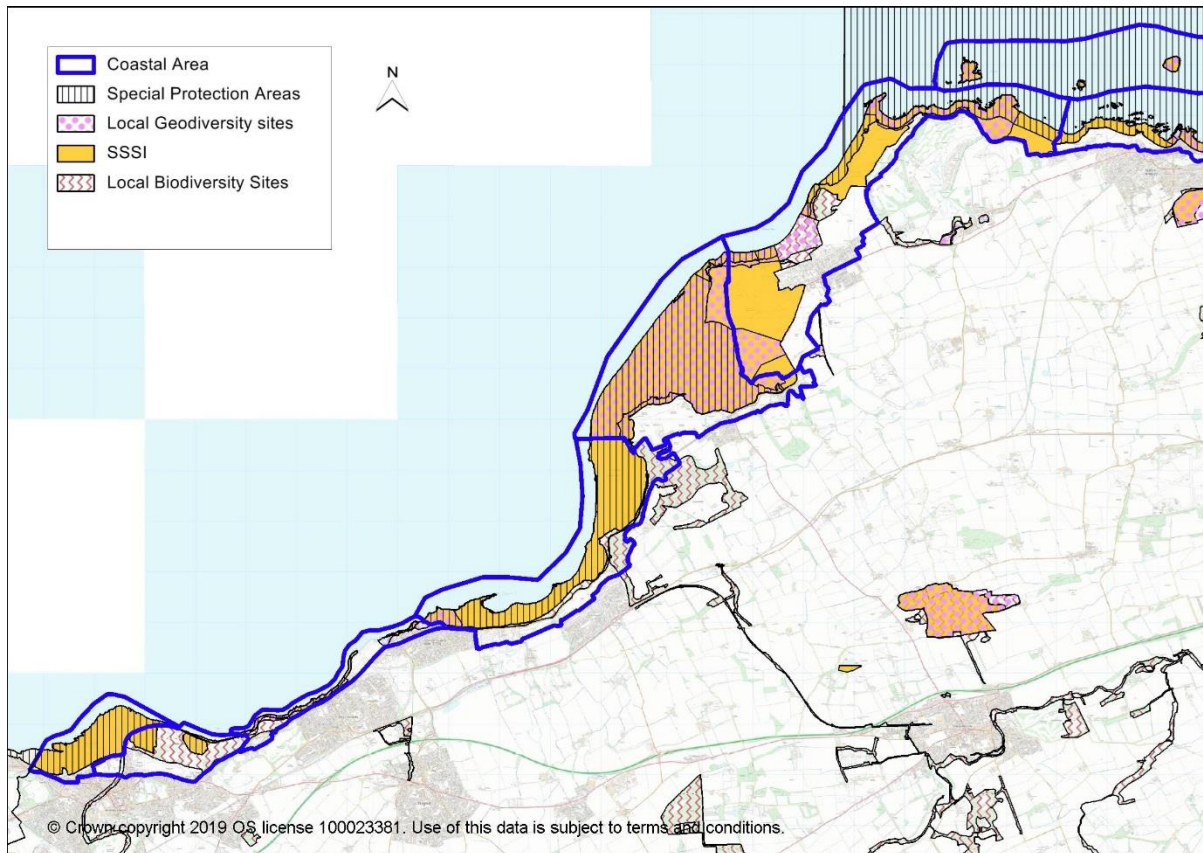 Coastal Area
N
Special Protection Areas
Local Geodiversity sites
SSSI
Local Biodiversity Sites
© Crown copyright 2019 OS license 100023381. Use of this data is subject to terms and conditions.